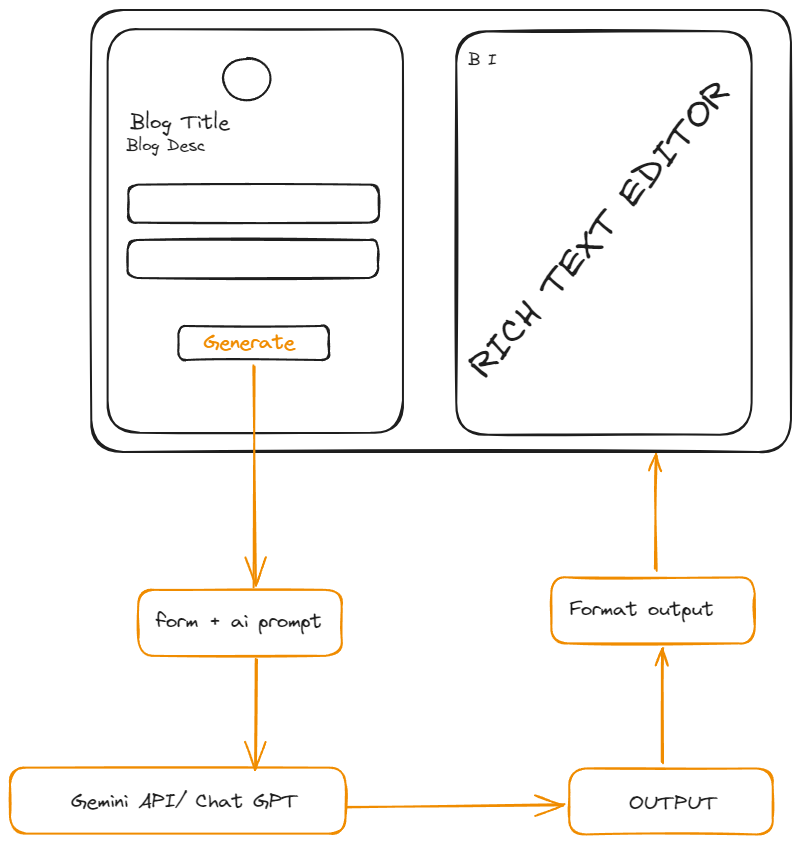 B I
Blog Title
Blog Desc
RICH TEXT EDITOR
Generate
form + ai prompt
Format output
Gemini API/ Chat GPT
OUTPUT